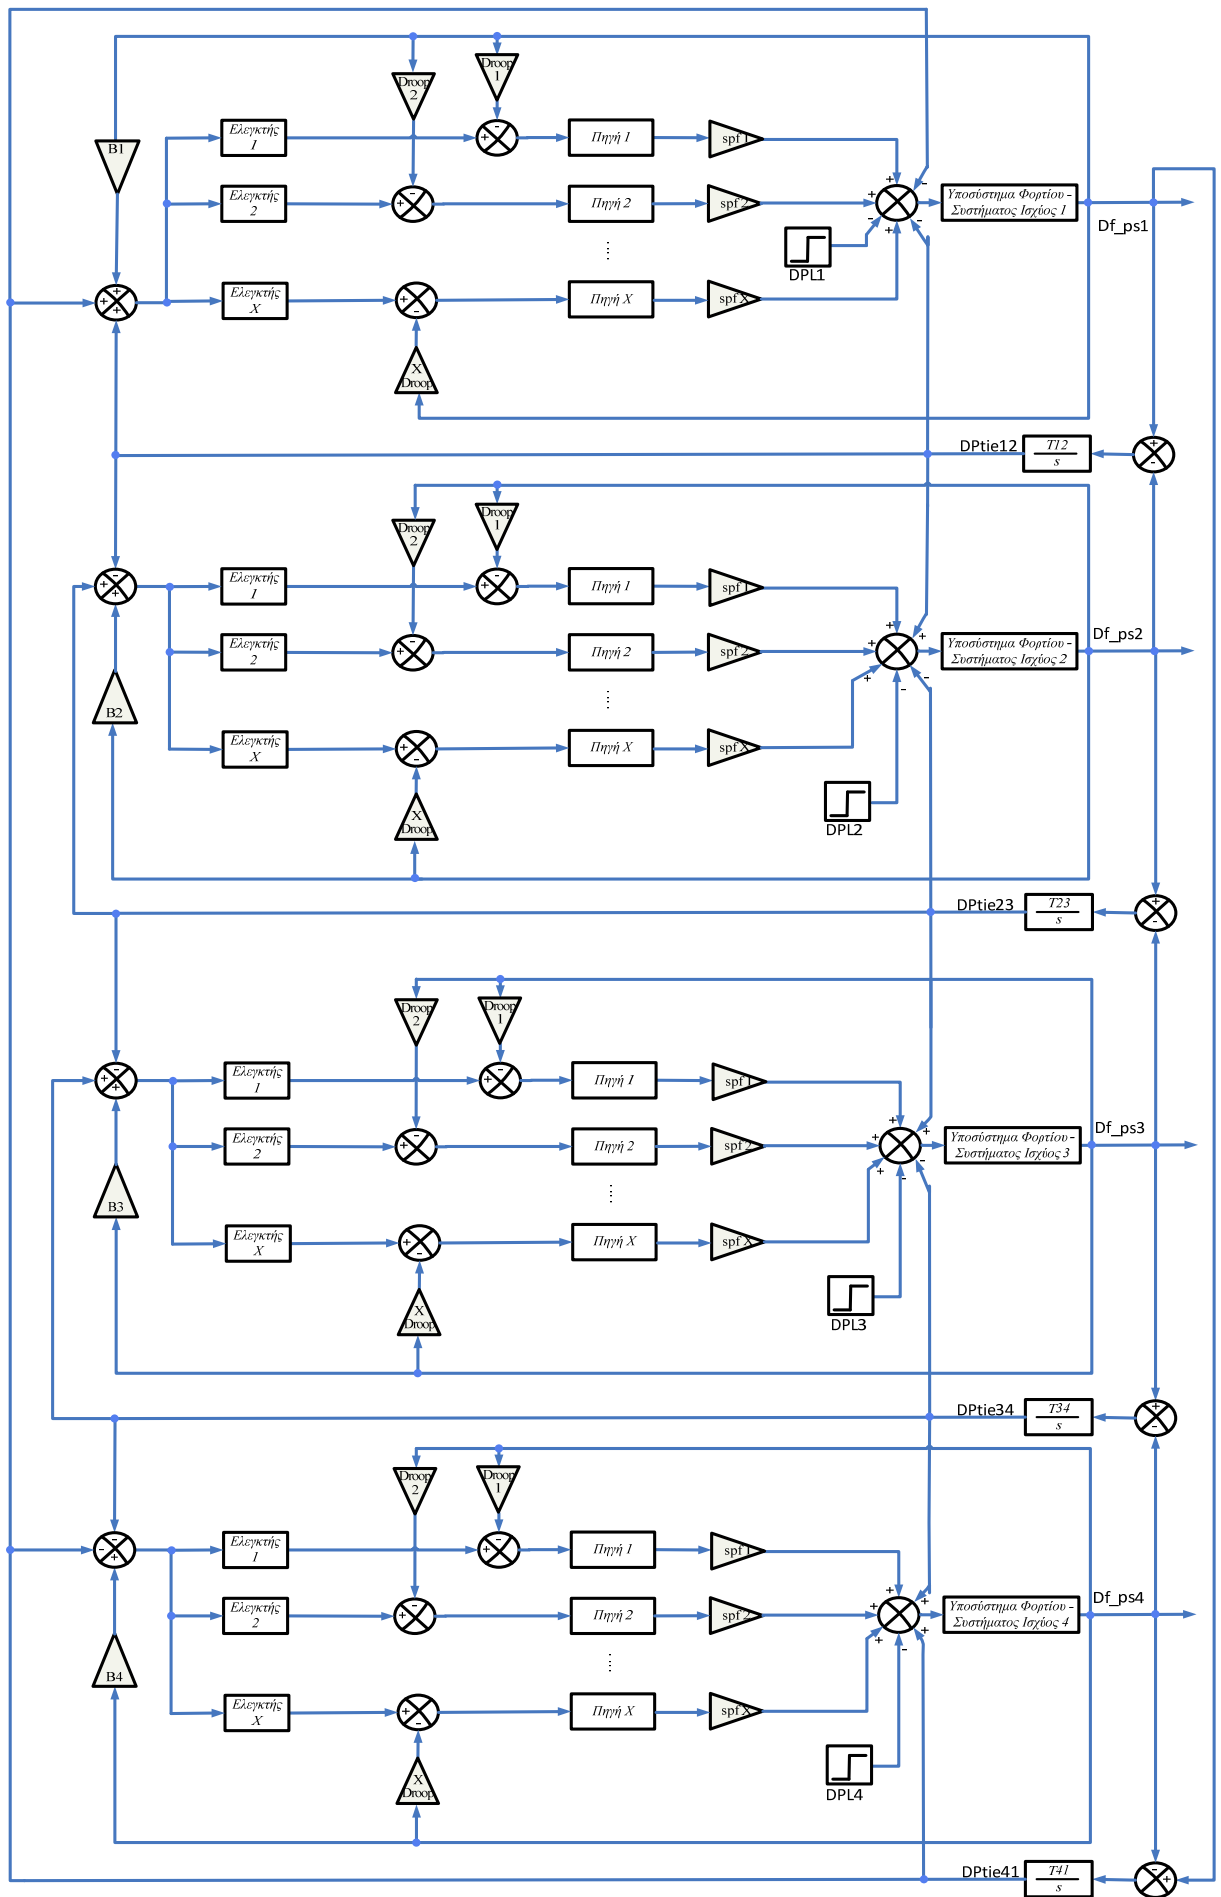 Droop
1
Droop
2
B1
Ελεγκτής
1
Πηγή 1
spf 1
Ελεγκτής
2
Πηγή 2
spf 2
Υποσύστημα Φορτίου -
Συστήματος Ισχύος 1
Df_ps1
DPL1
Ελεγκτής
X
Πηγή X
spf X
X
Droop
DPtie12
T12
s
Droop
1
Droop
2
Ελεγκτής
1
Πηγή 1
spf 1
Ελεγκτής
2
Πηγή 2
spf 2
Υποσύστημα Φορτίου -
Συστήματος Ισχύος 2
Df_ps2
B2
Ελεγκτής
X
Πηγή X
spf X
X
Droop
DPL2
DPtie23
T23
s
Droop
1
Droop
2
Ελεγκτής
1
Πηγή 1
spf 1
Ελεγκτής
2
Πηγή 2
spf 2
Υποσύστημα Φορτίου -
Συστήματος Ισχύος 3
Df_ps3
B3
Ελεγκτής
X
Πηγή X
spf X
X
Droop
DPL3
DPtie34
T34
s
Droop
1
Droop
2
Ελεγκτής
1
Πηγή 1
spf 1
Ελεγκτής
2
Πηγή 2
spf 2
Υποσύστημα Φορτίου -
Συστήματος Ισχύος 4
Df_ps4
B4
Ελεγκτής
X
Πηγή X
spf X
X
Droop
DPL4
DPtie41
T41
s